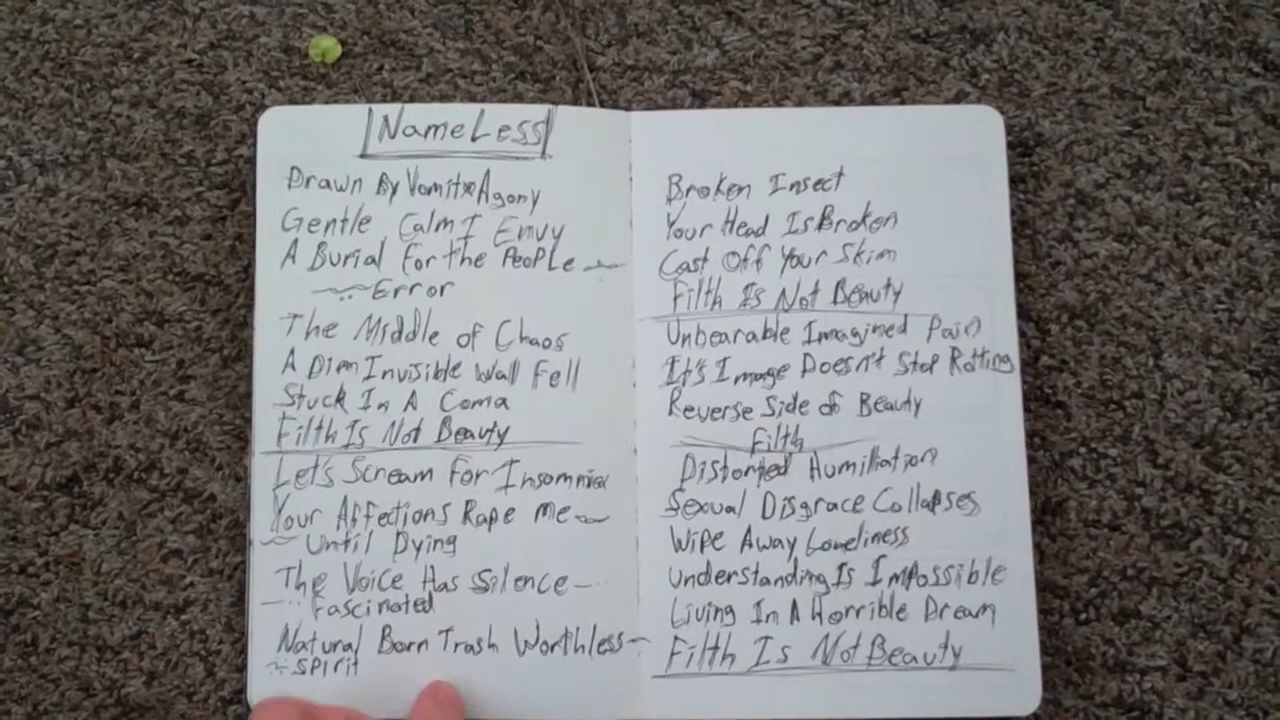 NameLess
Drawn By Vomit Agony
Gentle Calm I Envy
A Burial For the People
Error
The Middle of Chaos
A Dim Invisible Wall Fell
Stuck In A Coma
Filth Is Not Beauty
Let's Scream For Insomnia
Your Affections Rape Me
Until Dying
The Voice Has Silence
Fascinated
Natural Born Trash Worthless
Spirit
Broken Insect
Your Head Is Broken
Cast Off Your Skin
Filth Is Not Beauty
Unbearable Imagined Pain
It's Image Doesn't Stop Rotting
Reverse Side of Beauty
Filth
Distorted Humiliation
Sexual Disgrace Collapses
Wipe Away Loneliness
Understanding Is Impossible
Living In A Horrible Dream
Filth Is Not Beauty